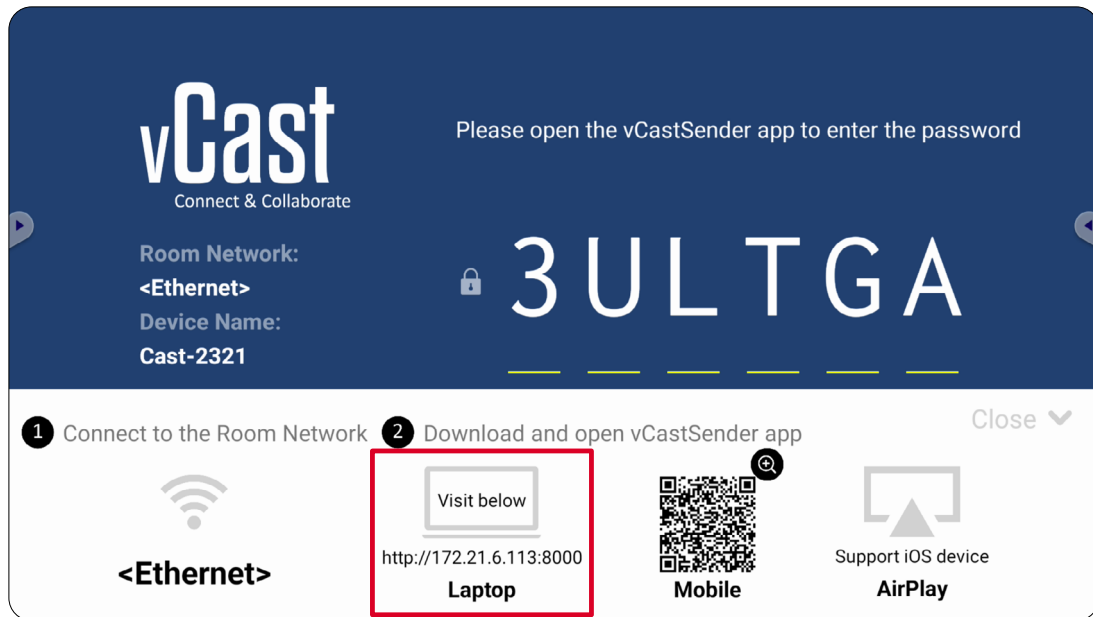 vCast
Connect & Collaborate
Please open the vCastSender app to enter the password
Room Network:
<Ethernet>
Device Name:
Cast-2321
3ULTGA
Close
1 Connect to the Room Network
2 Download and open vCastSender app
<Ethernet>
Visit below
http://172.21.6.113:8000
Laptop
Mobile
Support iOS device
AirPlay